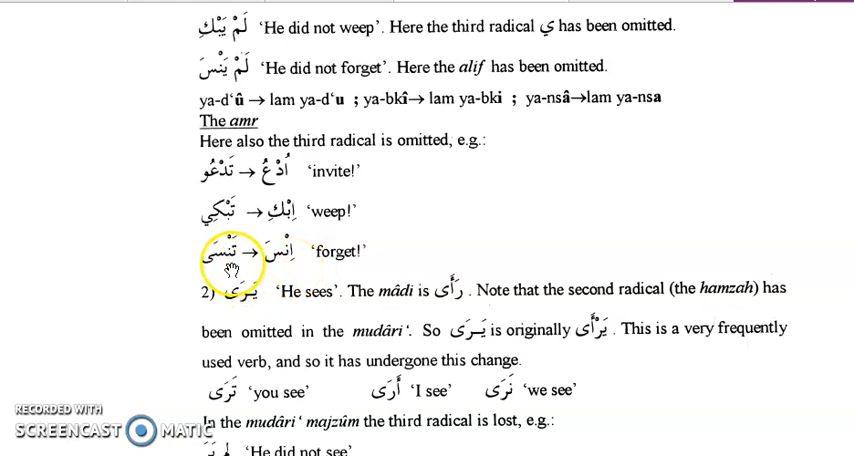 لَمْ يَبْكِ 'He did not weep'. Here the third radical ي has been omitted.
لَمْ يَنْسَ 'He did not forget'. Here the alif has been omitted.
ya-d'û → lam ya-d'u ; ya-bkî→ lam ya-bki ; ya-nsâ→lam ya-nsa
The amr
Here also the third radical is omitted, e.g.:
تَدْعُو → اُدْعُ 'invite!'
تَبْكِي → اِبْكِ 'weep!'
تَنْسَى → اِنْسَ 'forget!'
2) يَـرَى 'He sees'. The mâdi is رَأَى . Note that the second radical (the hamzah) has
been omitted in the mudâri'. So يَـرَى is originally يَرْأَى . This is a very frequently
used verb, and so it has undergone this change.
تَرَى 'you see' أَرَى 'I see' نَرَى 'we see'
In the mudâri' majzûm the third radical is lost, e.g.:
'He did not see'
RECORDED WITH
SCREENCAST MATIC